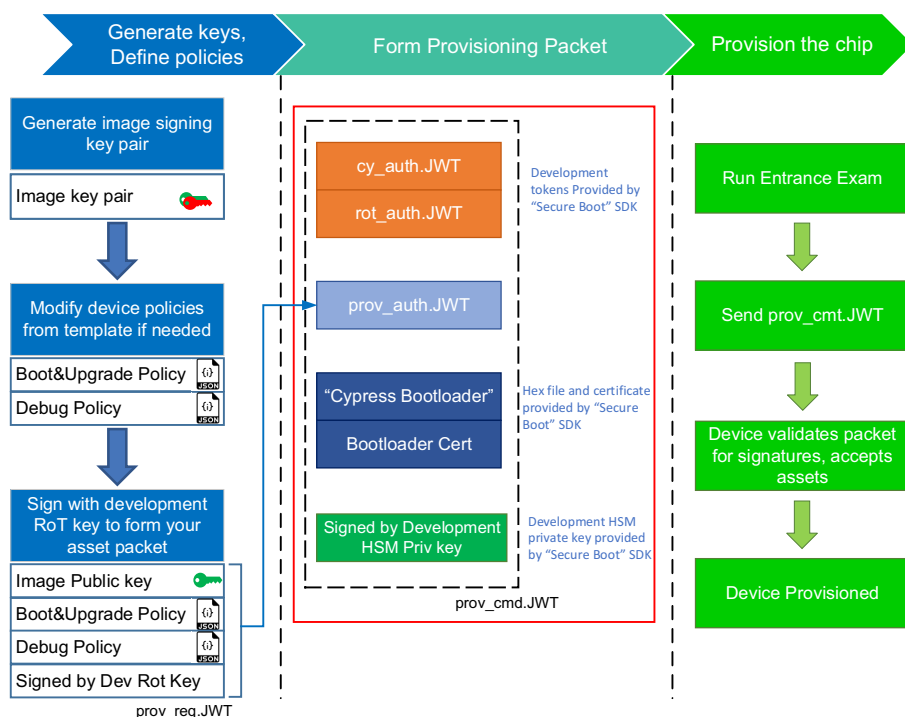 Generate keys,
Define policies
Form Provisioning Packet
Provision the chip
Generate image signing
key pair
Image key pair
Modify device policies
from template if needed
Boot&Upgrade Policy
{i}
JSON
Debug Policy
{i}
JSON
Sign with development
RoT key to form your
asset packet
Image Public key
Boot&Upgrade Policy
{i}
JSON
Debug Policy
{i}
JSON
Signed by Dev Rot Key
prov_req.JWT
cy_auth.JWT
rot_auth.JWT
Development
tokens Provided by
“Secure Boot” SDK
prov_auth.JWT
“Cypress Bootloader”
Bootloader Cert
Hex file and certificate
provided by “Secure
Boot” SDK
Signed by Development
HSM Priv key
Development HSM
private key provided
by “Secure Boot” SDK
prov_cmd.JWT
Run Entrance Exam
Send prov_cmt.JWT
Device validates packet
for signatures, accepts
assets
Device Provisioned